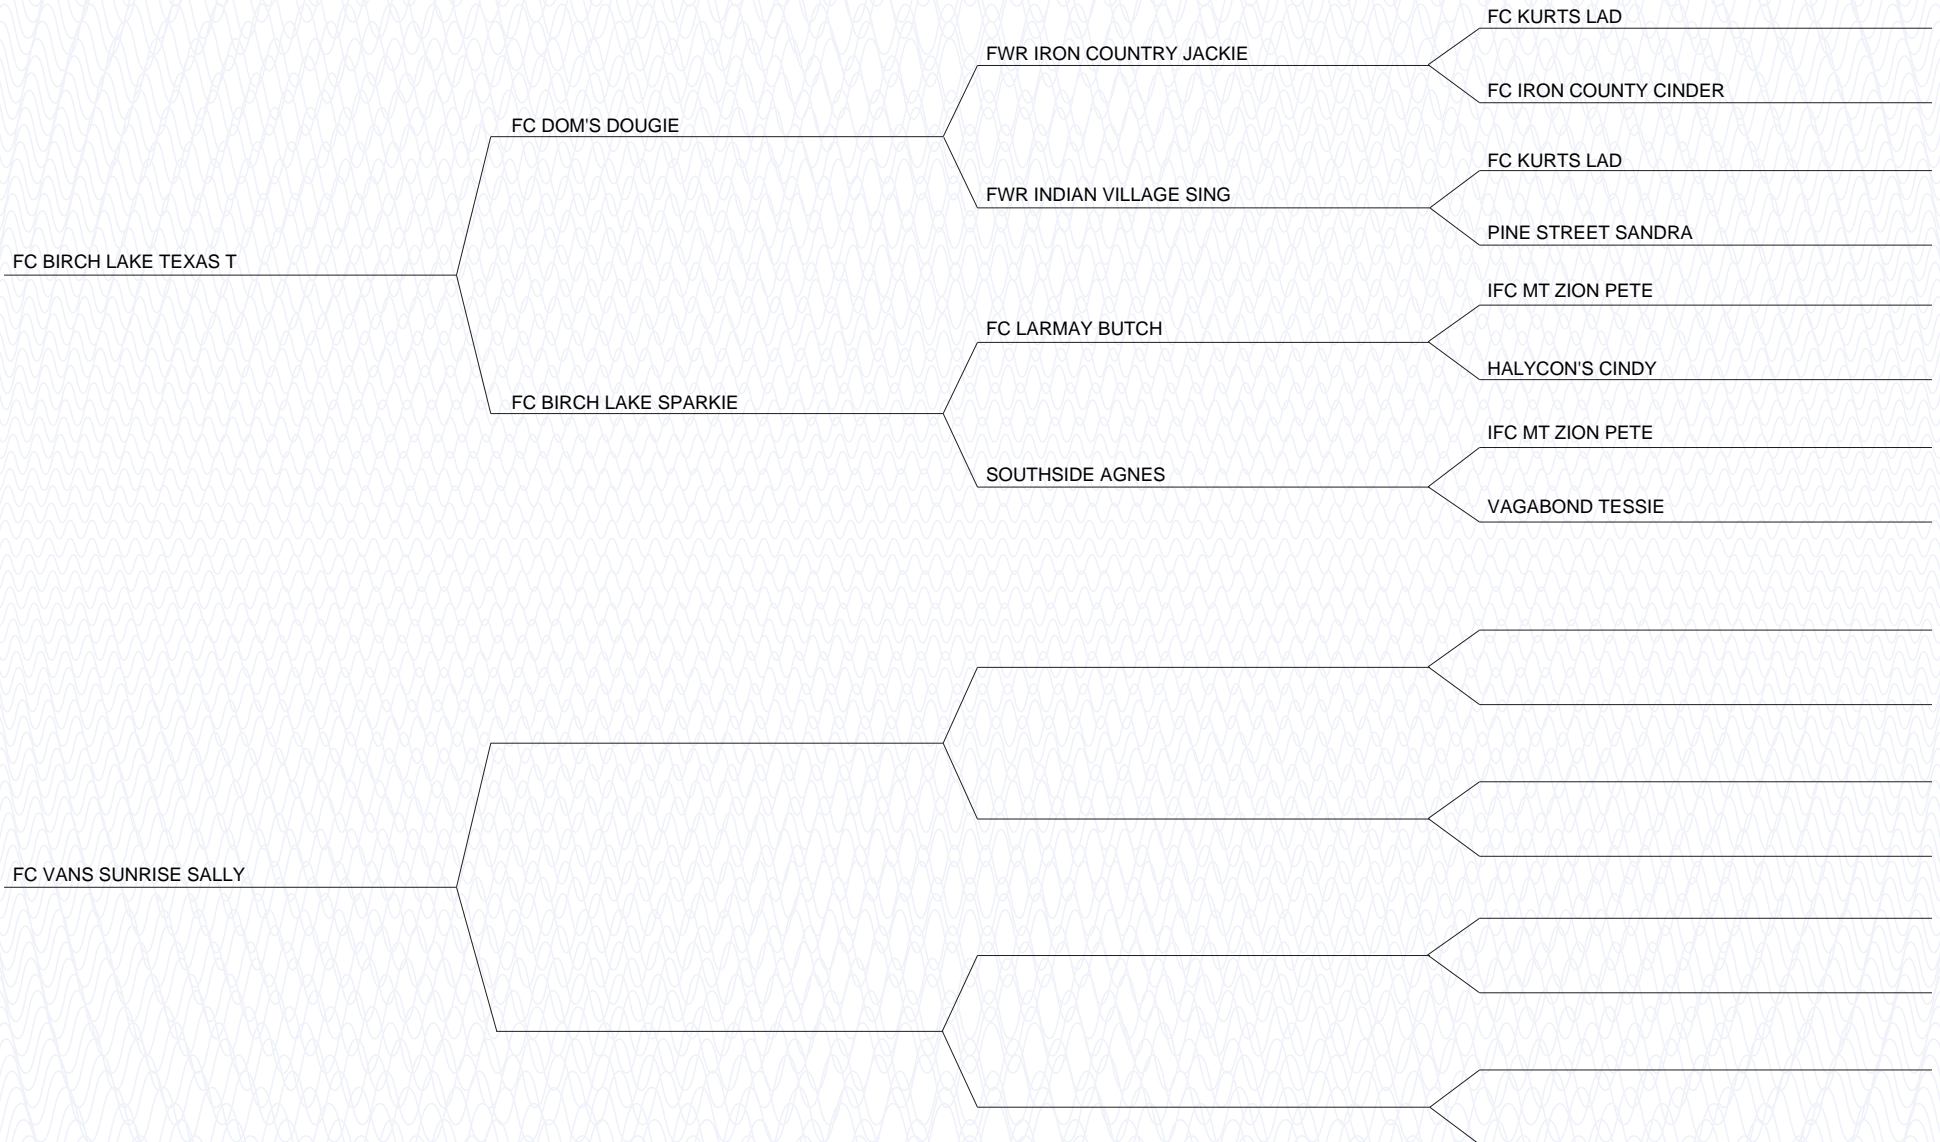 FC KURTS LAD
FWR IRON COUNTRY JACKIE
FC IRON COUNTY CINDER
FC DOM'S DOUGIE
FC KURTS LAD
FWR INDIAN VILLAGE SING
PINE STREET SANDRA
FC BIRCH LAKE TEXAS T
IFC MT ZION PETE
FC LARMAY BUTCH
HALYCON'S CINDY
FC BIRCH LAKE SPARKIE
IFC MT ZION PETE
SOUTHSIDE AGNES
VAGABOND TESSIE
FC VANS SUNRISE SALLY